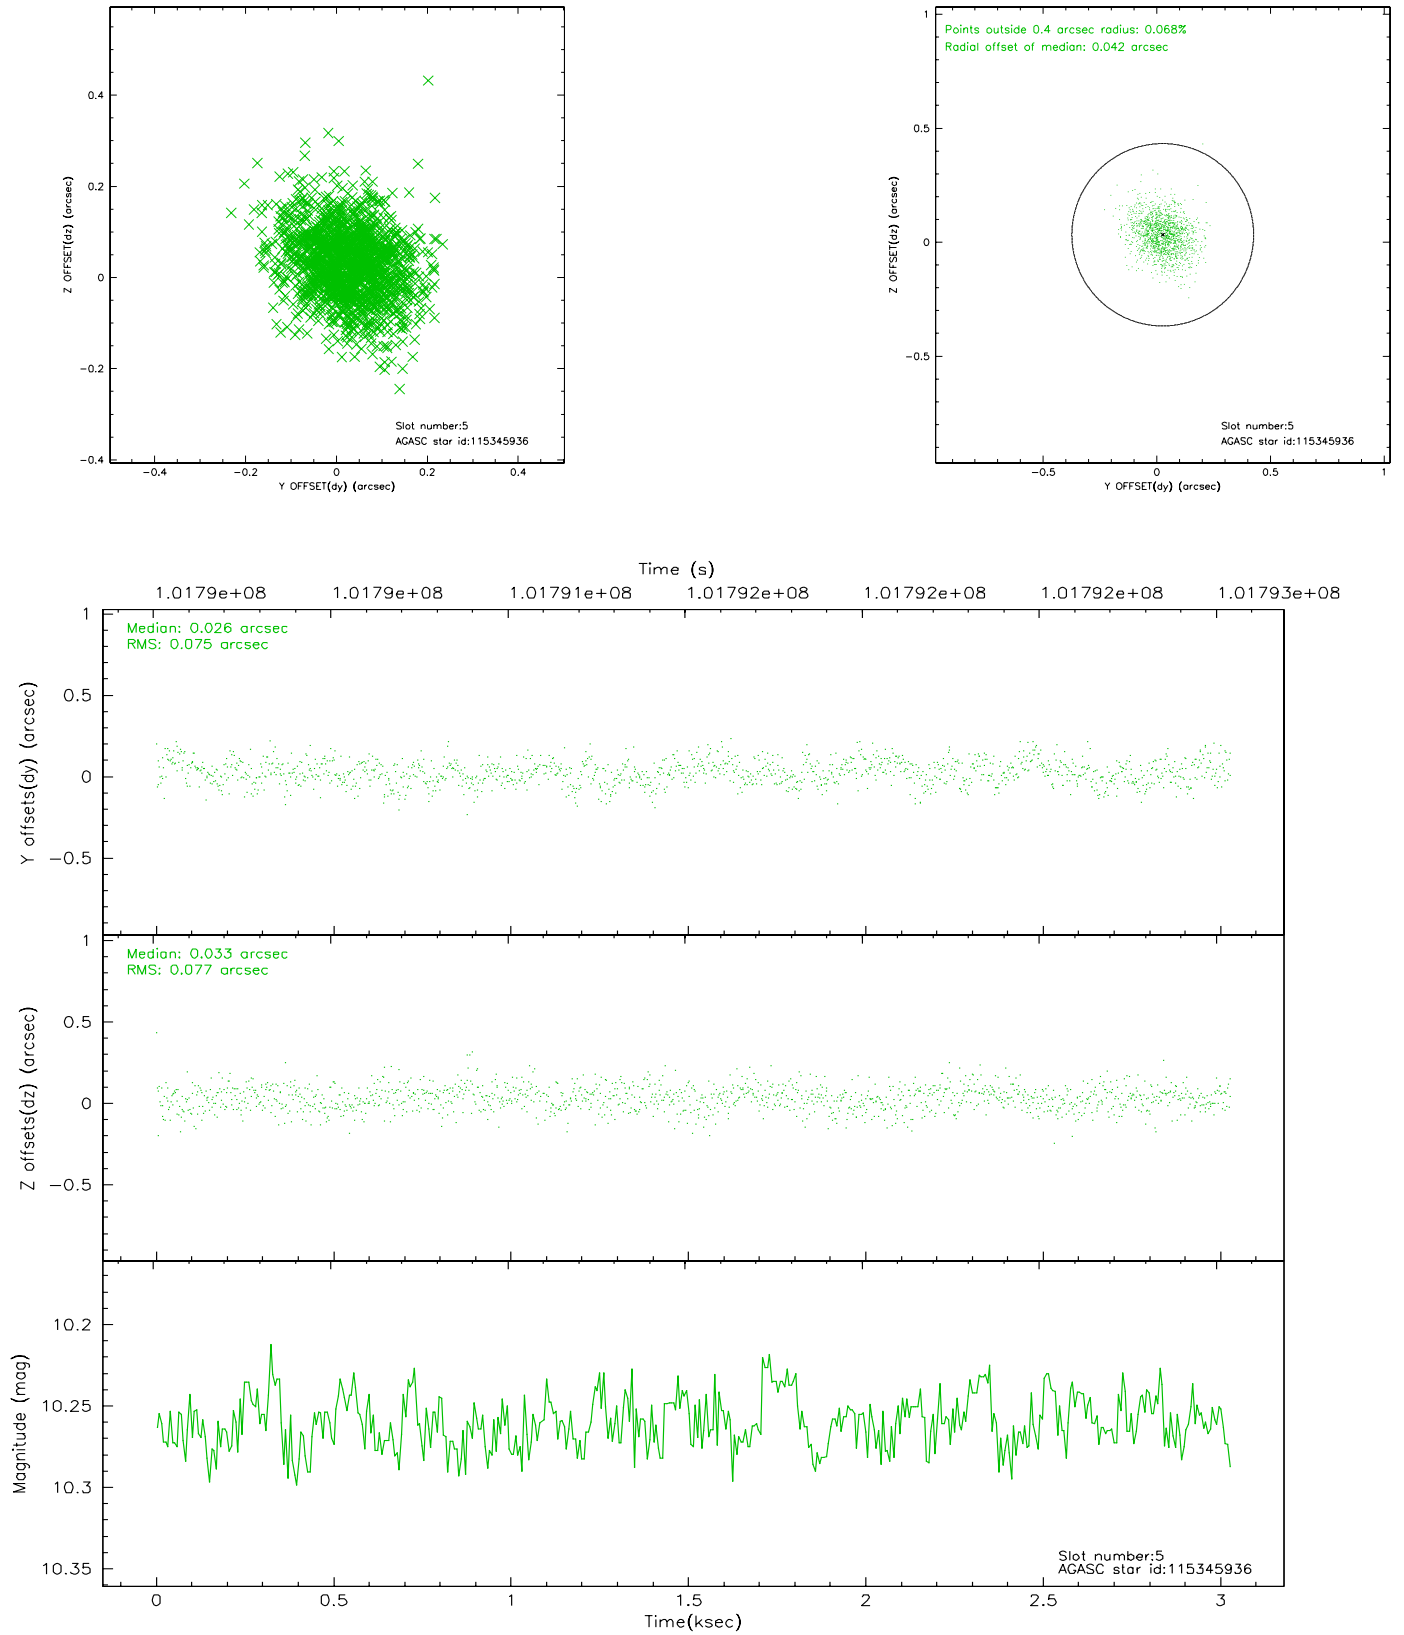 0.4
0.2
0
−0.2
−0.4
Z OFFSET(dz) (arcsec)
Slot number:5
AGASC star id:115345936
−0.4 −0.2 0 0.2 0.4
Y OFFSET(dy) (arcsec)
Points outside 0.4 arcsec radius: 0.068%
Radial offset of median: 0.042 arcsec
1
0.5
0
−0.5
Z OFFSET(dz) (arcsec)
Slot number:5
AGASC star id:115345936
−0.5 0 0.5 1
Y OFFSET(dy) (arcsec)
Time (s)
1.0179e+08 1.0179e+08 1.01791e+08 1.01792e+08 1.01792e+08 1.01792e+08 1.01793e+08
Median: 0.026 arcsec
RMS: 0.075 arcsec
1
0.5
0
−0.5
Y offsets(dy) (arcsec)
Median: 0.033 arcsec
RMS: 0.077 arcsec
1
0.5
0
−0.5
Z offsets(dz) (arcsec)
10.2
10.25
10.3
10.35
Magnitude (mag)
Slot number:5
AGASC star id:115345936
0 0.5 1 1.5 2 2.5 3
Time(ksec)